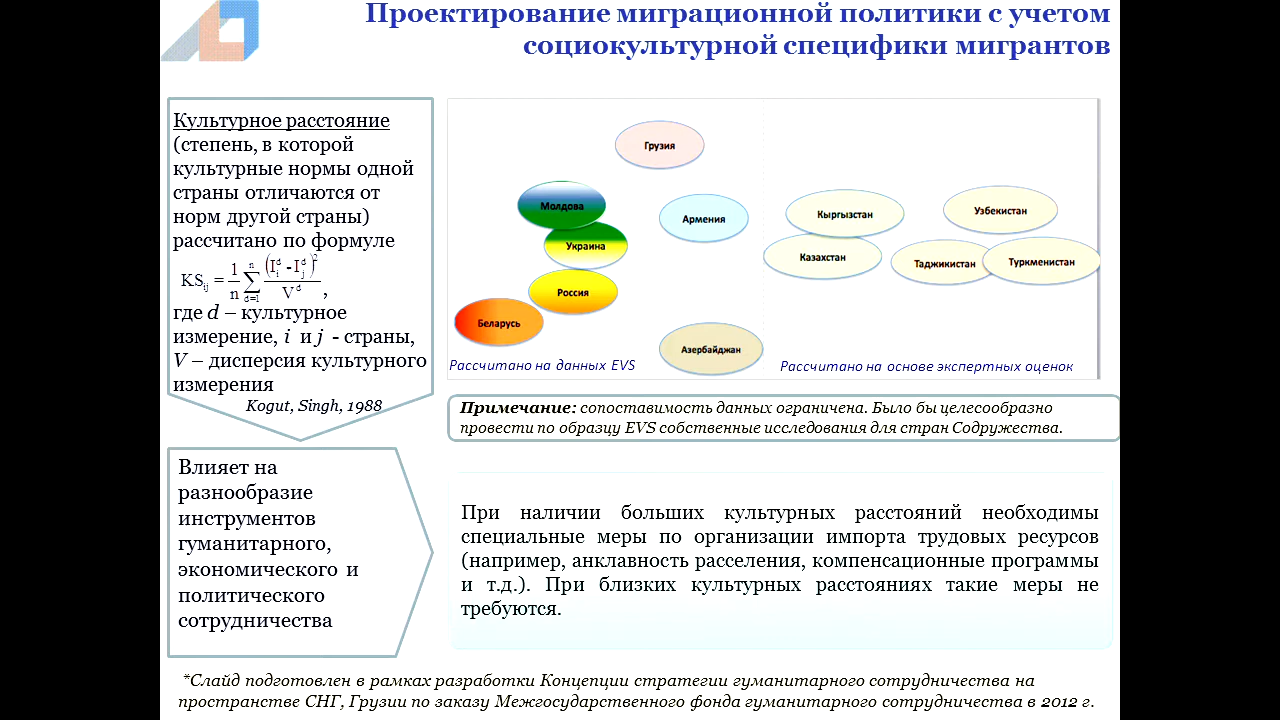 Проектирование миграционной политики с учетом
социокультурной специфики мигрантов
Культурное расстояние
(степень, в которой
культурные нормы одной
страны отличаются от
норм другой страны)
рассчитано по формуле
KS_ij = 1/n ∑_{d=1}^{n} (I_i^d - I_j^d)^2 / V^d ,
где d – культурное
измерение, i и j - страны,
V – дисперсия культурного
измерения
Kogut, Singh, 1988
Грузия
Молдова
Армения
Украина
Россия
Беларусь
Азербайджан
Кыргызстан
Узбекистан
Казахстан
Таджикистан
Туркменистан
Рассчитано на данных EVS
Рассчитано на основе экспертных оценок
Примечание: сопоставимость данных ограничена. Было бы целесообразно
провести по образцу EVS собственные исследования для стран Содружества.
Влияет на
разнообразие
инструментов
гуманитарного,
экономического и
политического
сотрудничества
При наличии больших культурных расстояний необходимы
специальные меры по организации импорта трудовых ресурсов
(например, анклавность расселения, компенсационные программы
и т.д.). При близких культурных расстояниях такие меры не
требуются.
*Слайд подготовлен в рамках разработки Концепции стратегии гуманитарного сотрудничества на
пространстве СНГ, Грузии по заказу Межгосударственного фонда гуманитарного сотрудничества в 2012 г.